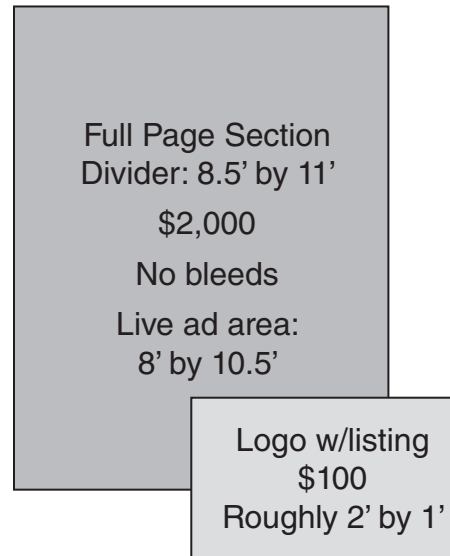 Full Page Section
Divider: 8.5’ by 11’
$2,000
No bleeds
Live ad area:
8’ by 10.5’
Logo w/listing
$100
Roughly 2’ by 1’